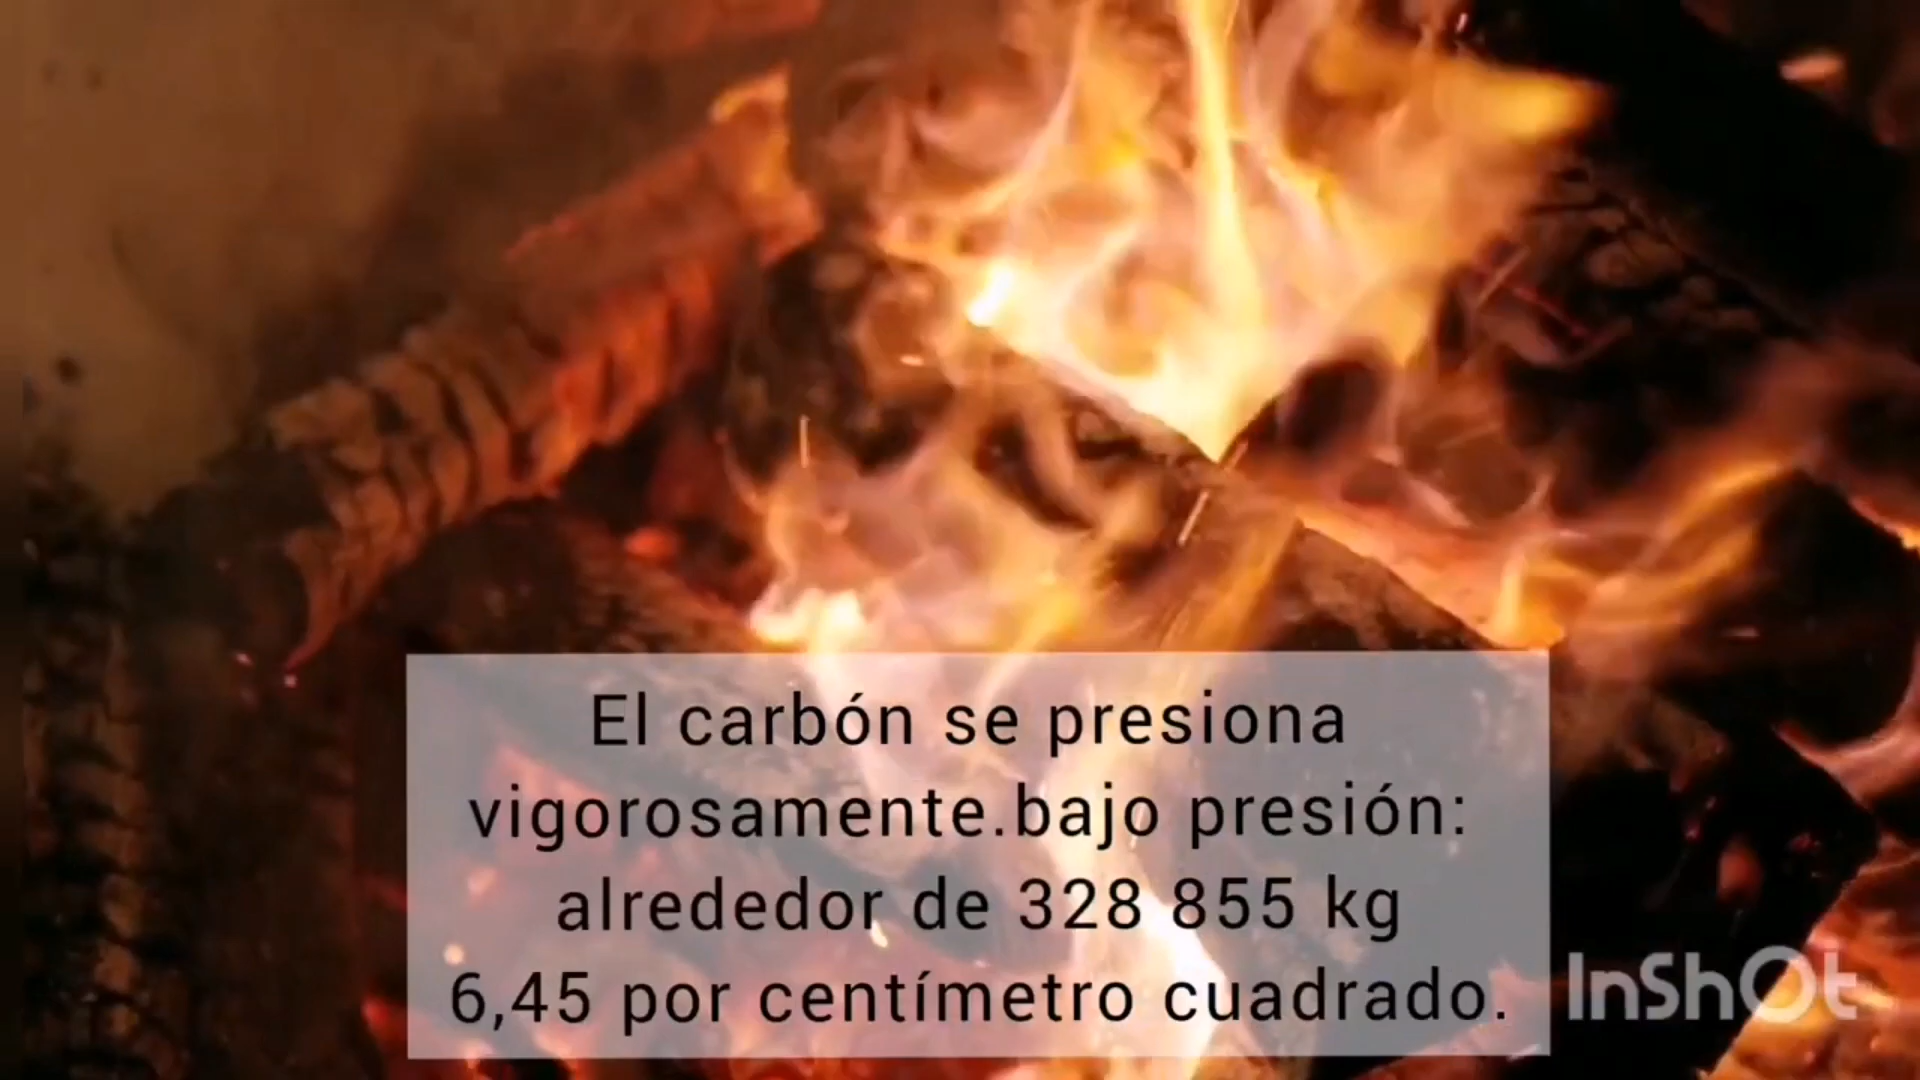 El carbón se presiona
vigorosamente.bajo presión:
alrededor de 328 855 kg
6,45 por centímetro cuadrado.
InShOt